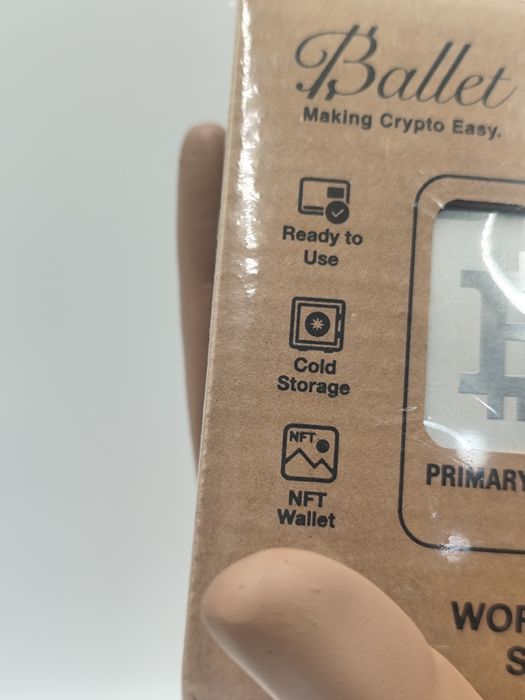 Ballet
Making Crypto Easy.
Ready to
Use
Cold
Storage
NFT
NFT
Wallet
PRIMARY